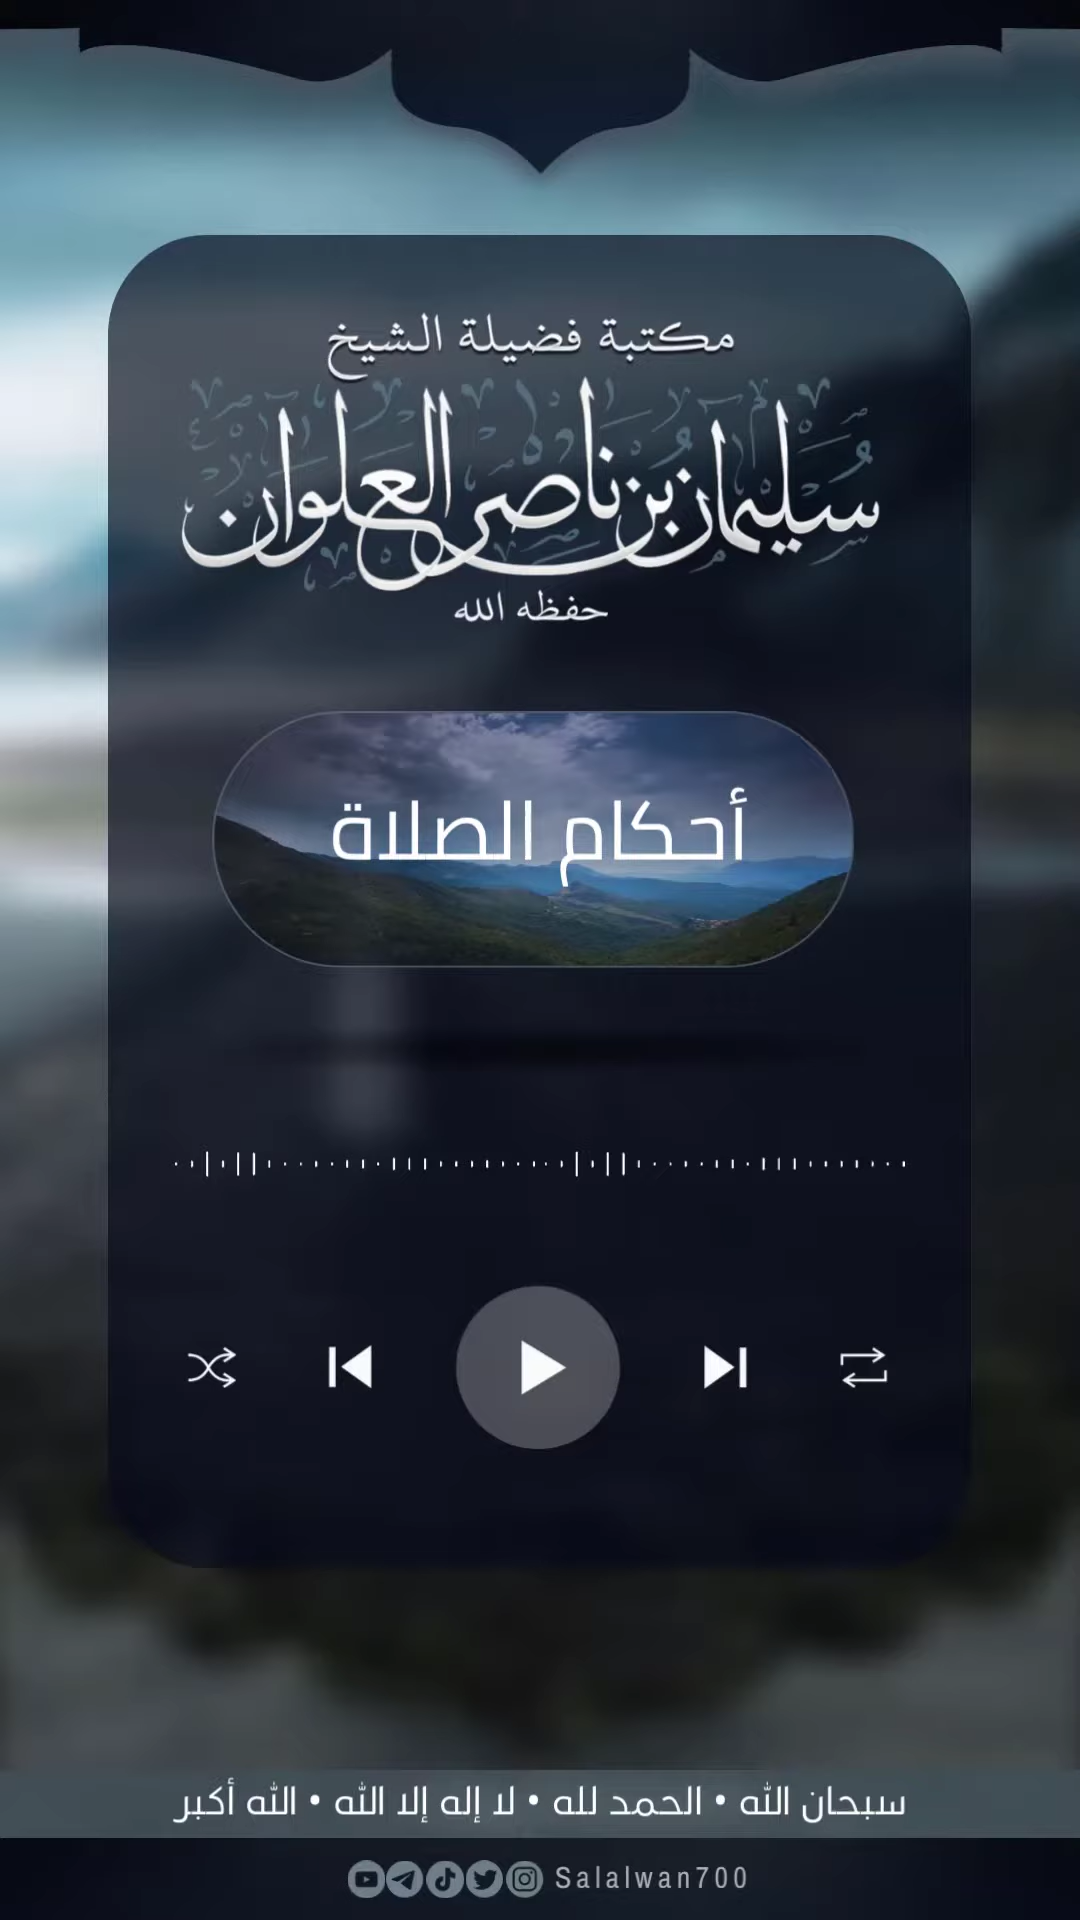 مكتبة فضيلة الشيخ
سليمان بن ناصر العلوان
حفظه الله
أحكام الصلاة
سبحان الله • الحمد لله • لا إله إلا الله • الله أكبر
Salalwan700